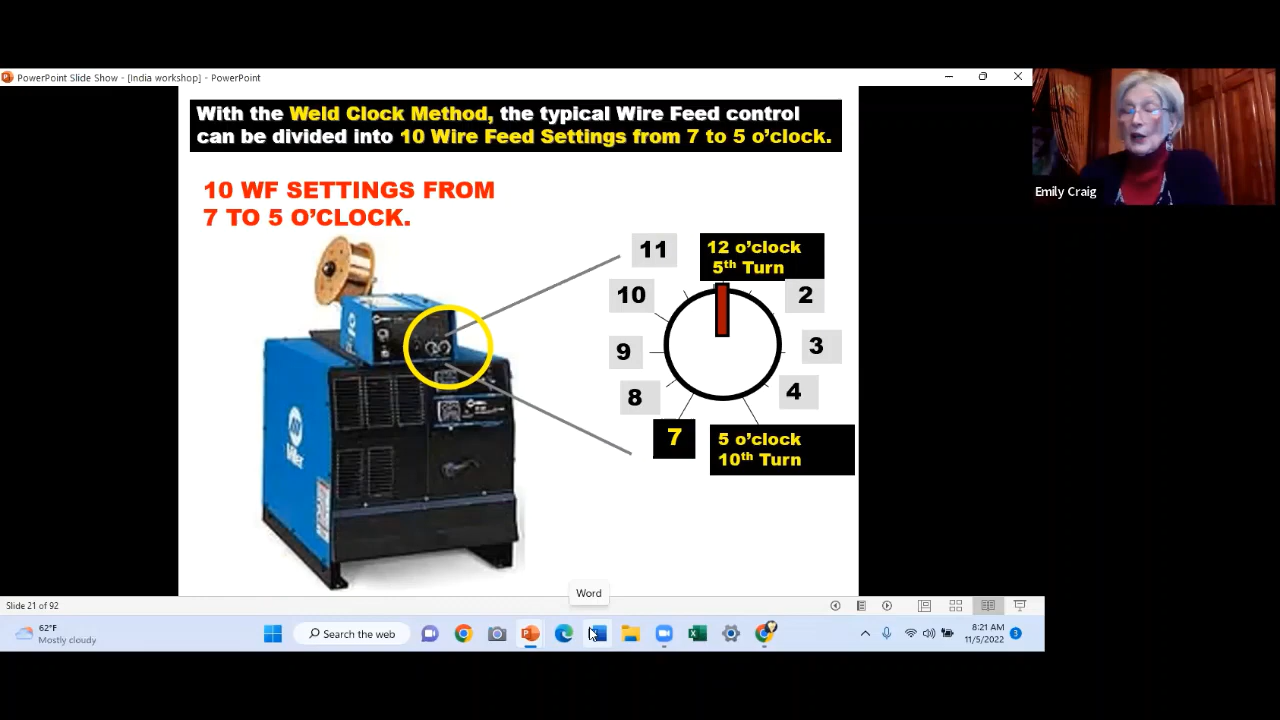 PowerPoint Slide Show - [India workshop] - PowerPoint
With the Weld Clock Method, the typical Wire Feed control
can be divided into 10 Wire Feed Settings from 7 to 5 o'clock.
10 WF SETTINGS FROM
7 TO 5 O'CLOCK.
11
12 o'clock
5th Turn
10
2
9
3
8
4
7
5 o'clock
10th Turn
Miller
Emily Craig
Word
Slide 21 of 92
62°F
Mostly cloudy
Search the web
8:21 AM
11/5/2022
3